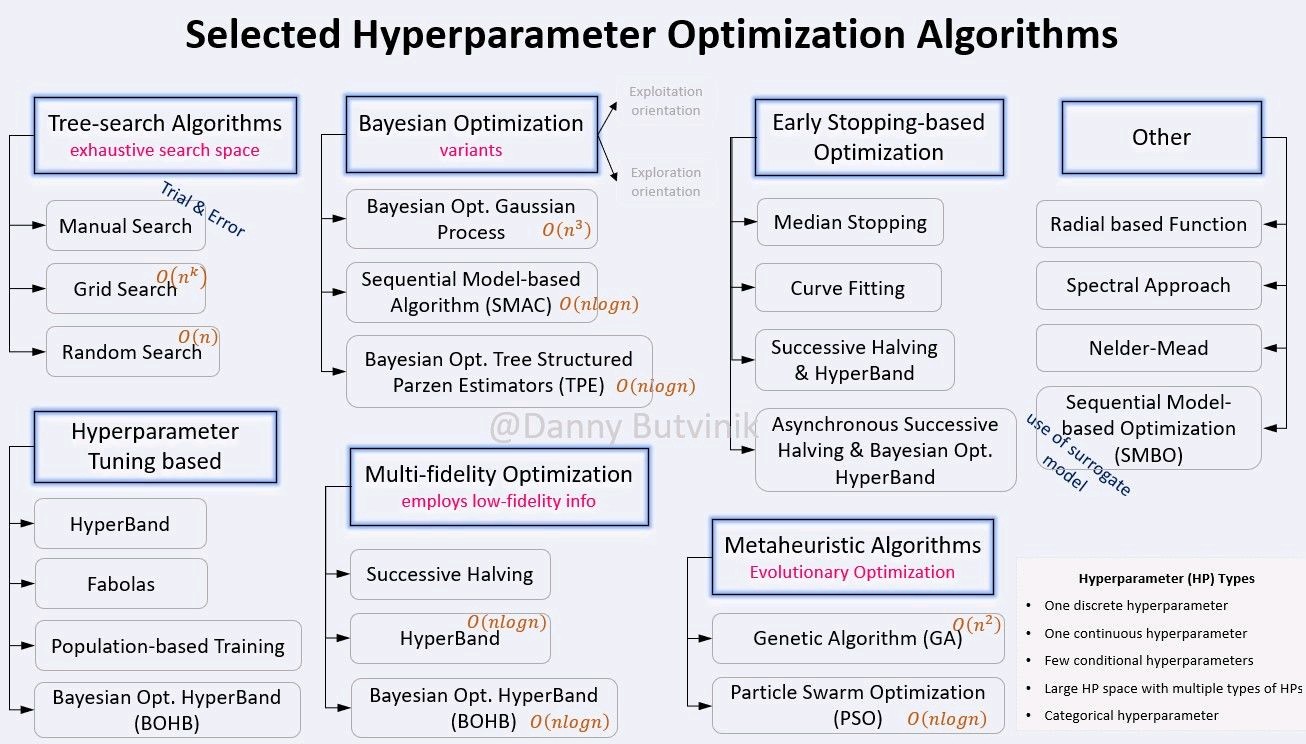 Selected Hyperparameter Optimization Algorithms
Tree-search Algorithms
exhaustive search space
Trial & Error
Manual Search
O(n^k)
Grid Search
O(n)
Random Search
Bayesian Optimization
variants
Exploitation
orientation
Exploration
orientation
Bayesian Opt. Gaussian
Process O(n³)
Sequential Model-based
Algorithm (SMAC) O(nlogn)
Bayesian Opt. Tree Structured
Parzen Estimators (TPE) O(nlogn)
Early Stopping-based
Optimization
Median Stopping
Curve Fitting
Successive Halving
& HyperBand
Asynchronous Successive
Halving & Bayesian Opt.
HyperBand
Other
Radial based Function
Spectral Approach
Nelder-Mead
Sequential Model-
based Optimization
(SMBO)
use of surrogate
model
@Danny Butvinik
Hyperparameter
Tuning based
HyperBand
Fabolas
Population-based Training
Bayesian Opt. HyperBand
(BOHB)
Multi-fidelity Optimization
employs low-fidelity info
Successive Halving
O(nlogn)
HyperBand
Bayesian Opt. HyperBand
(BOHB) O(nlogn)
Metaheuristic Algorithms
Evolutionary Optimization
O(n²)
Genetic Algorithm (GA)
Particle Swarm Optimization
(PSO) O(nlogn)
Hyperparameter (HP) Types
• One discrete hyperparameter
• One continuous hyperparameter
• Few conditional hyperparameters
• Large HP space with multiple types of HPs
• Categorical hyperparameter